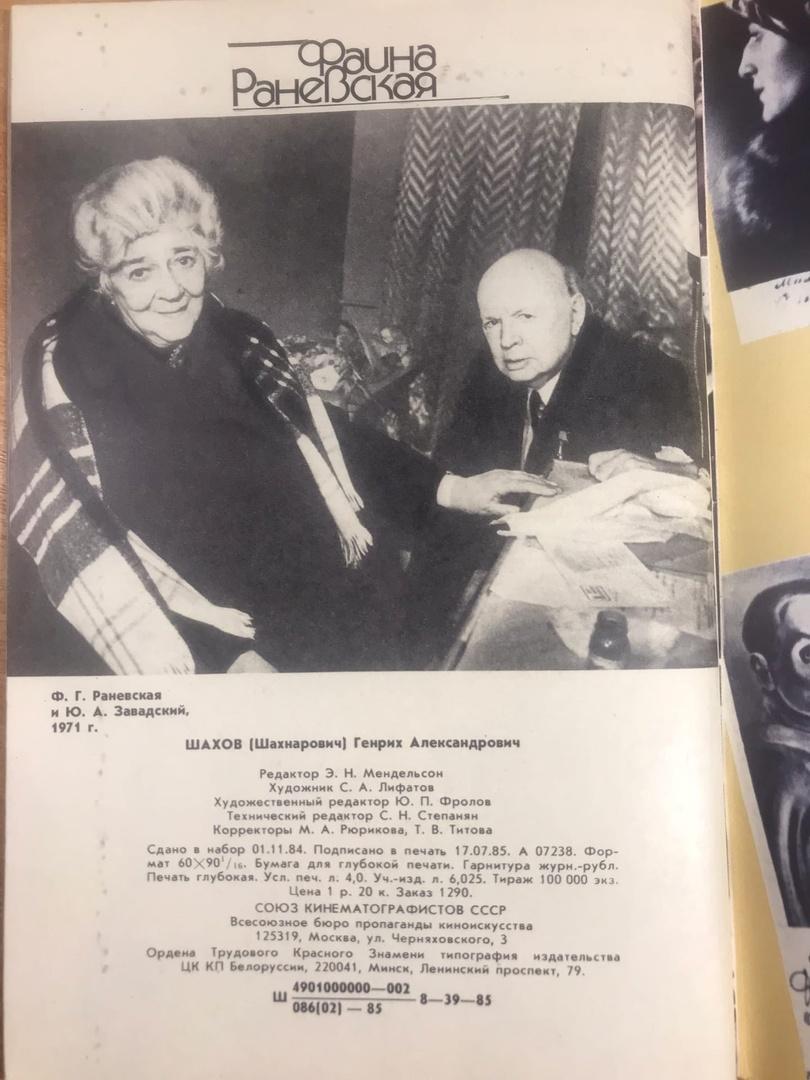 Фаина
Раневская
Ф. Г. Раневская
и Ю. А. Завадский,
1971 г.
ШАХОВ (Шахнарович) Генрих Александрович
Редактор Э. Н. Мендельсон
Художник С. А. Лифатов
Художественный редактор Ю. П. Фролов
Технический редактор С. Н. Степанян
Корректоры М. А. Рюрикова, Т. В. Титова
Сдано в набор 01.11.84. Подписано в печать 17.07.85. А 07238. Фор-
мат 60×90¹/₁₆. Бумага для глубокой печати. Гарнитура журн.-рубл.
Печать глубокая. Усл. печ. л. 4,0. Уч.-изд. л. 6,025. Тираж 100 000 экз.
Цена 1 р. 20 к. Заказ 1290.
СОЮЗ КИНЕМАТОГРАФИСТОВ СССР
Всесоюзное бюро пропаганды киноискусства
125319, Москва, ул. Черняховского, 3
Ордена Трудового Красного Знамени типография издательства
ЦК КП Белоруссии, 220041, Минск, Ленинский проспект, 79.
4901000000—002
Ш 8—39—85
086(02) — 85